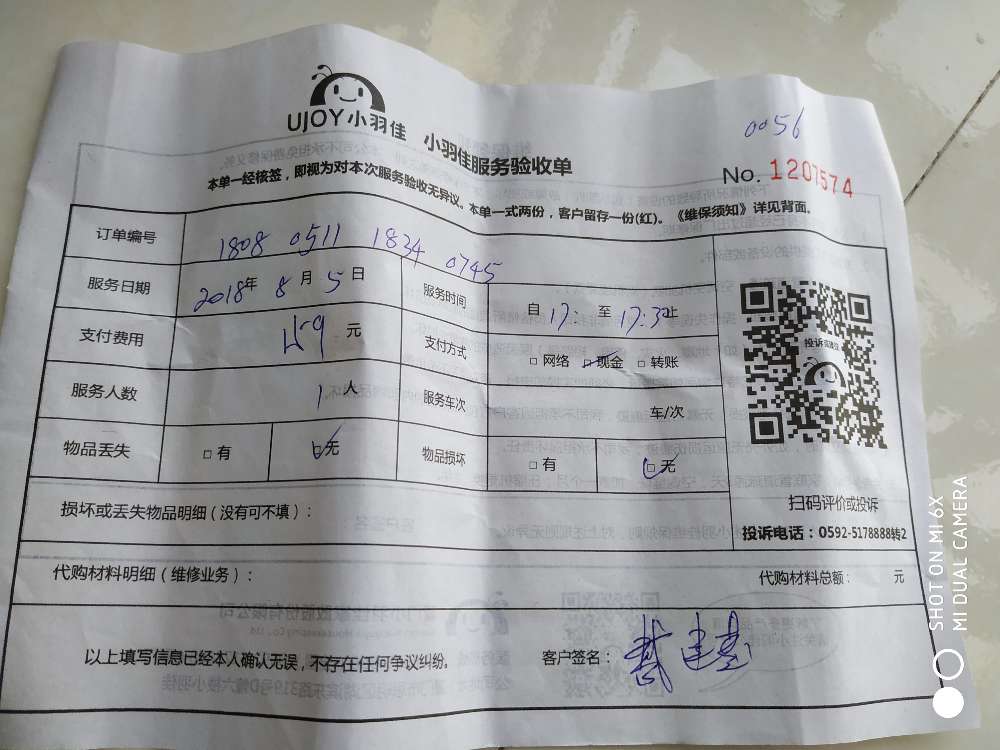 UJOY小羽佳 小羽佳服务验收单
0056
No. 1207574
本单一经核签，即视为对本次服务验收无异议。本单一式两份，客户留存一份(红)。《维保须知》详见背面。
订单编号 1808 0511 1834 0745
服务日期 2018年 8月 5日 服务时间 自 17: 至 17:32止
支付费用 元 支付方式 □ 网络 □ 现金 □ 转账
服务人数 1人 服务车次 车/次
物品丢失 □ 有 □ 无 物品损坏 □ 有 □ 无
扫码评价或投诉
投诉电话：0592-5178888转2
损坏或丢失物品明细（没有可不填）：
代购材料明细（维修业务）： 代购材料总额： 元
以上填写信息已经本人确认无误，不存在任何争议纠纷。 客户签名：
SHOT ON MI 6X
MI DUAL CAMERA